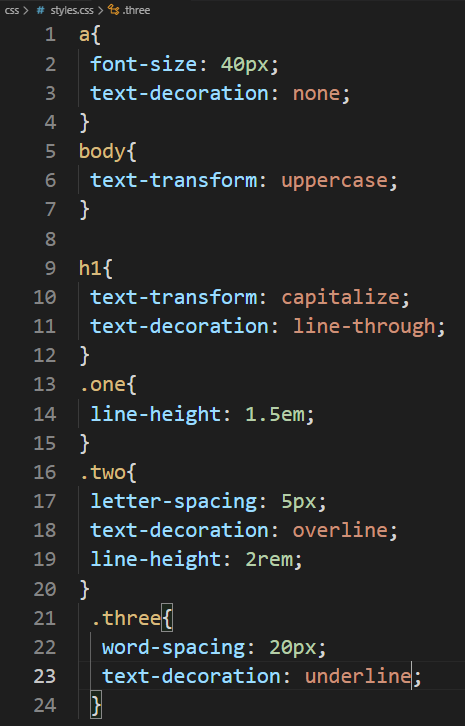 css > # styles.css > .three
1 a{
2 font-size: 40px;
3 text-decoration: none;
4 }
5 body{
6 text-transform: uppercase;
7 }
8
9 h1{
10 text-transform: capitalize;
11 text-decoration: line-through;
12 }
13 .one{
14 line-height: 1.5em;
15 }
16 .two{
17 letter-spacing: 5px;
18 text-decoration: overline;
19 line-height: 2rem;
20 }
21 .three{
22 word-spacing: 20px;
23 text-decoration: underline;
24 }